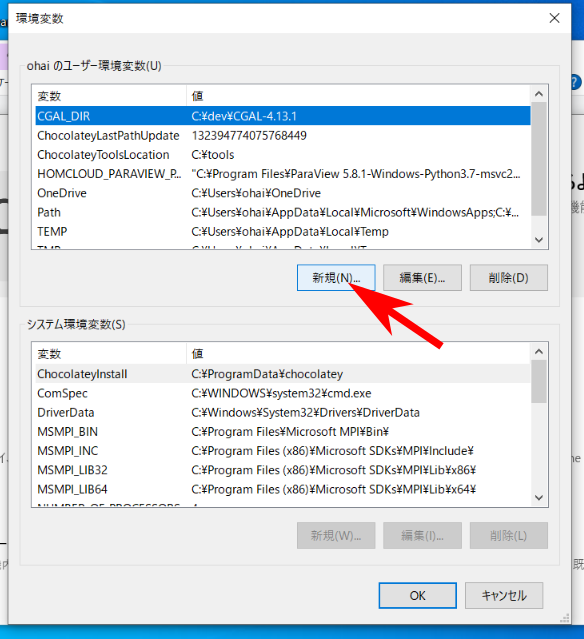 環境変数
ohai のユーザー環境変数(U)
変数 値
CGAL_DIR C:¥dev¥CGAL-4.13.1
ChocolateyLastPathUpdate 132394774075768449
ChocolateyToolsLocation C:¥tools
HOMCLOUD_PARAVIEW_P... "C:¥Program Files¥ParaView 5.8.1-Windows-Python3.7-msvc2...
OneDrive C:¥Users¥ohai¥OneDrive
Path C:¥Users¥ohai¥AppData¥Local¥Microsoft¥WindowsApps;C:¥...
TEMP C:¥Users¥ohai¥AppData¥Local¥Temp
新規(N)... 編集(E)... 削除(D)
システム環境変数(S)
変数 値
ChocolateyInstall C:¥ProgramData¥chocolatey
ComSpec C:¥WINDOWS¥system32¥cmd.exe
DriverData C:¥Windows¥System32¥Drivers¥DriverData
MSMPI_BIN C:¥Program Files¥Microsoft MPI¥Bin¥
MSMPI_INC C:¥Program Files (x86)¥Microsoft SDKs¥MPI¥Include¥
MSMPI_LIB32 C:¥Program Files (x86)¥Microsoft SDKs¥MPI¥Lib¥x86¥
MSMPI_LIB64 C:¥Program Files (x86)¥Microsoft SDKs¥MPI¥Lib¥x64¥
新規(W)... 編集(I)... 削除(L)
OK キャンセル